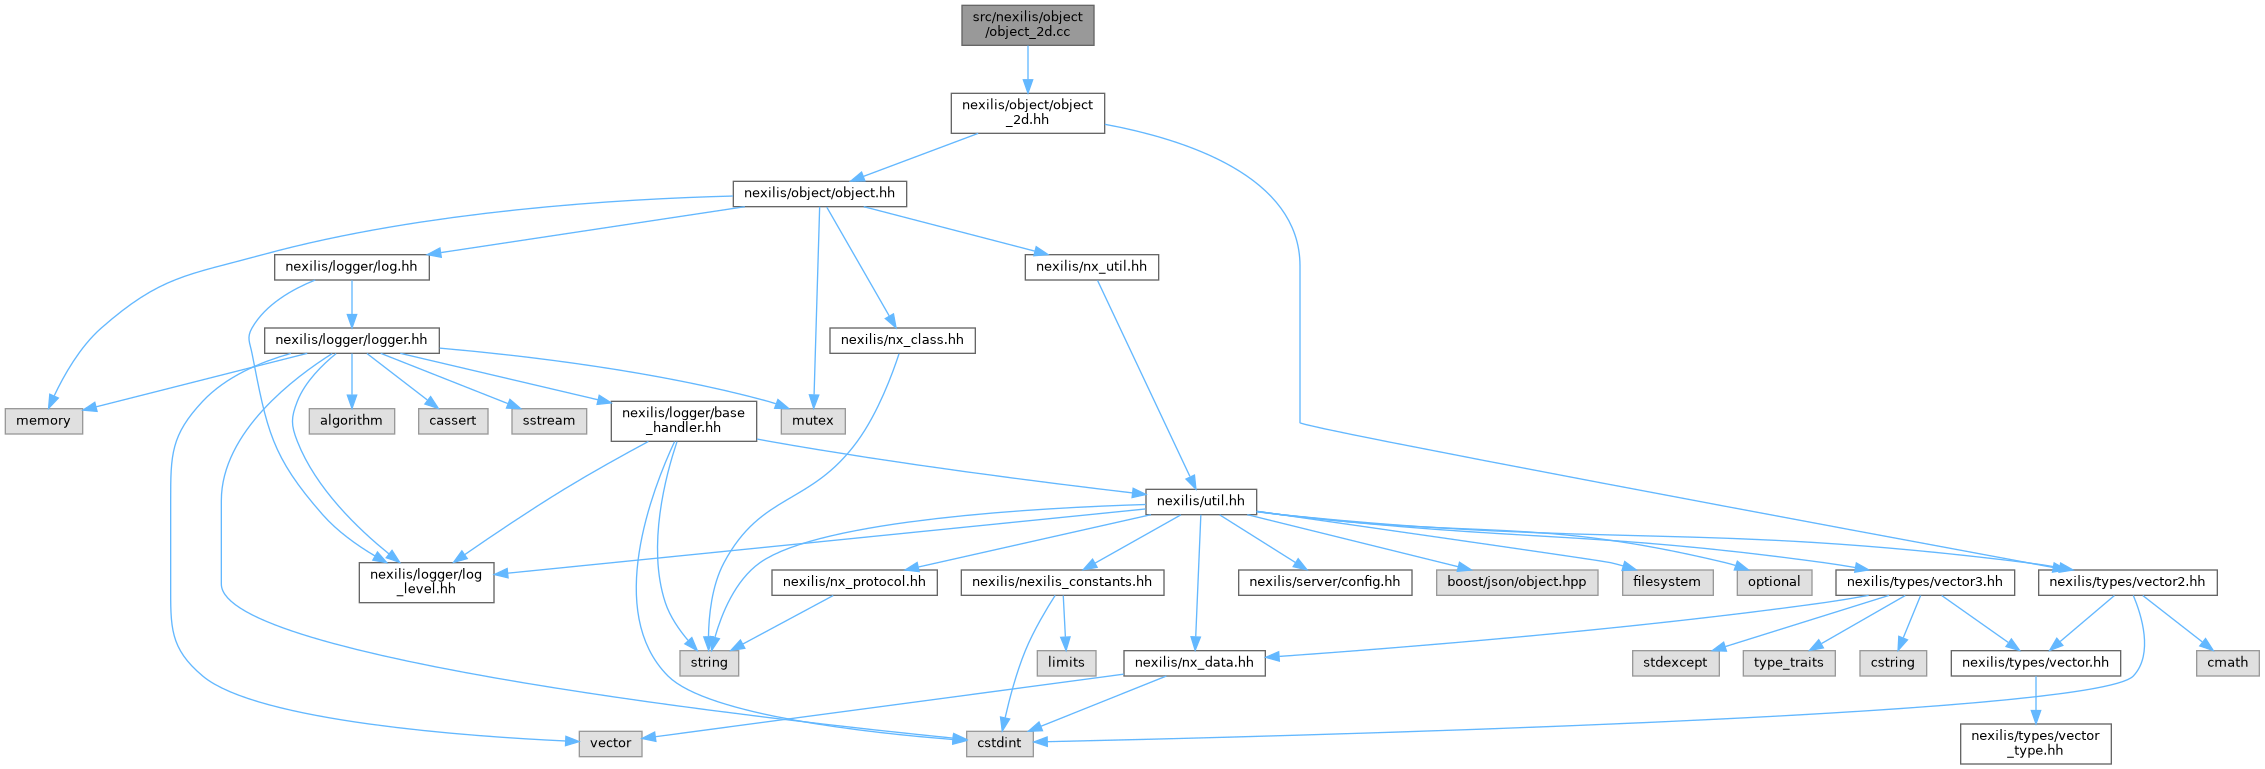 src/nexilis/object
/object_2d.cc
nexilis/object/object
_2d.hh
nexilis/object/object.hh
nexilis/logger/log.hh
nexilis/nx_util.hh
nexilis/logger/logger.hh
nexilis/nx_class.hh
memory
algorithm
cassert
sstream
nexilis/logger/base
_handler.hh
mutex
nexilis/util.hh
nexilis/logger/log
_level.hh
nexilis/nx_protocol.hh
nexilis/nexilis_constants.hh
nexilis/server/config.hh
boost/json/object.hpp
filesystem
optional
nexilis/types/vector3.hh
nexilis/types/vector2.hh
string
limits
nexilis/nx_data.hh
stdexcept
type_traits
cstring
nexilis/types/vector.hh
cmath
vector
cstdint
nexilis/types/vector
_type.hh